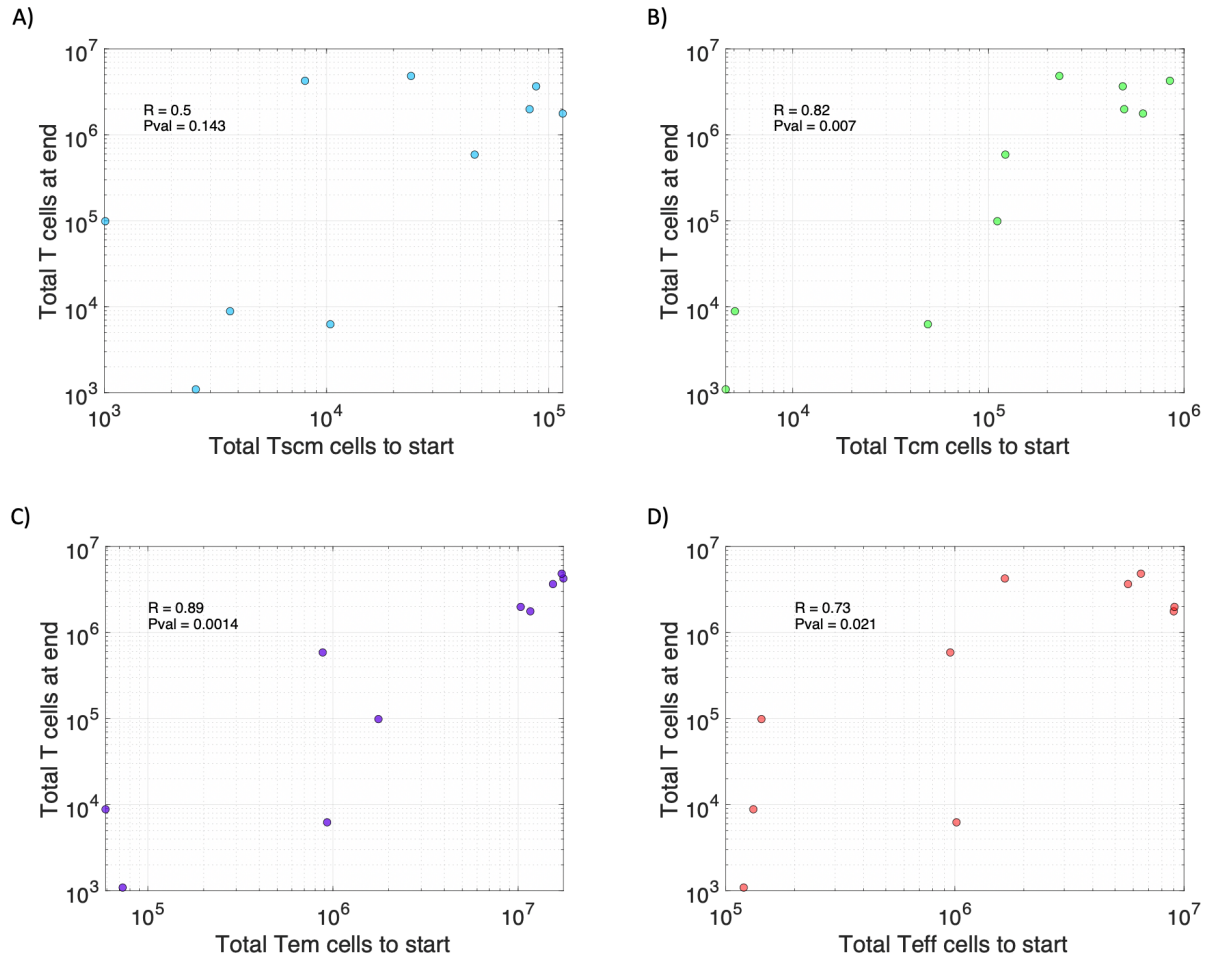 A)
10^7
10^6
10^5
10^4
10^3
Total T cells at end
R = 0.5
Pval = 0.143
10^3
10^4
10^5
Total Tscm cells to start
B)
10^7
10^6
10^5
10^4
10^3
Total T cells at end
R = 0.82
Pval = 0.007
10^4
10^5
10^6
Total Tcm cells to start
C)
10^7
10^6
10^5
10^4
10^3
Total T cells at end
R = 0.89
Pval = 0.0014
10^5
10^6
10^7
Total Tem cells to start
D)
10^7
10^6
10^5
10^4
10^3
Total T cells at end
R = 0.73
Pval = 0.021
10^5
10^6
10^7
Total Teff cells to start